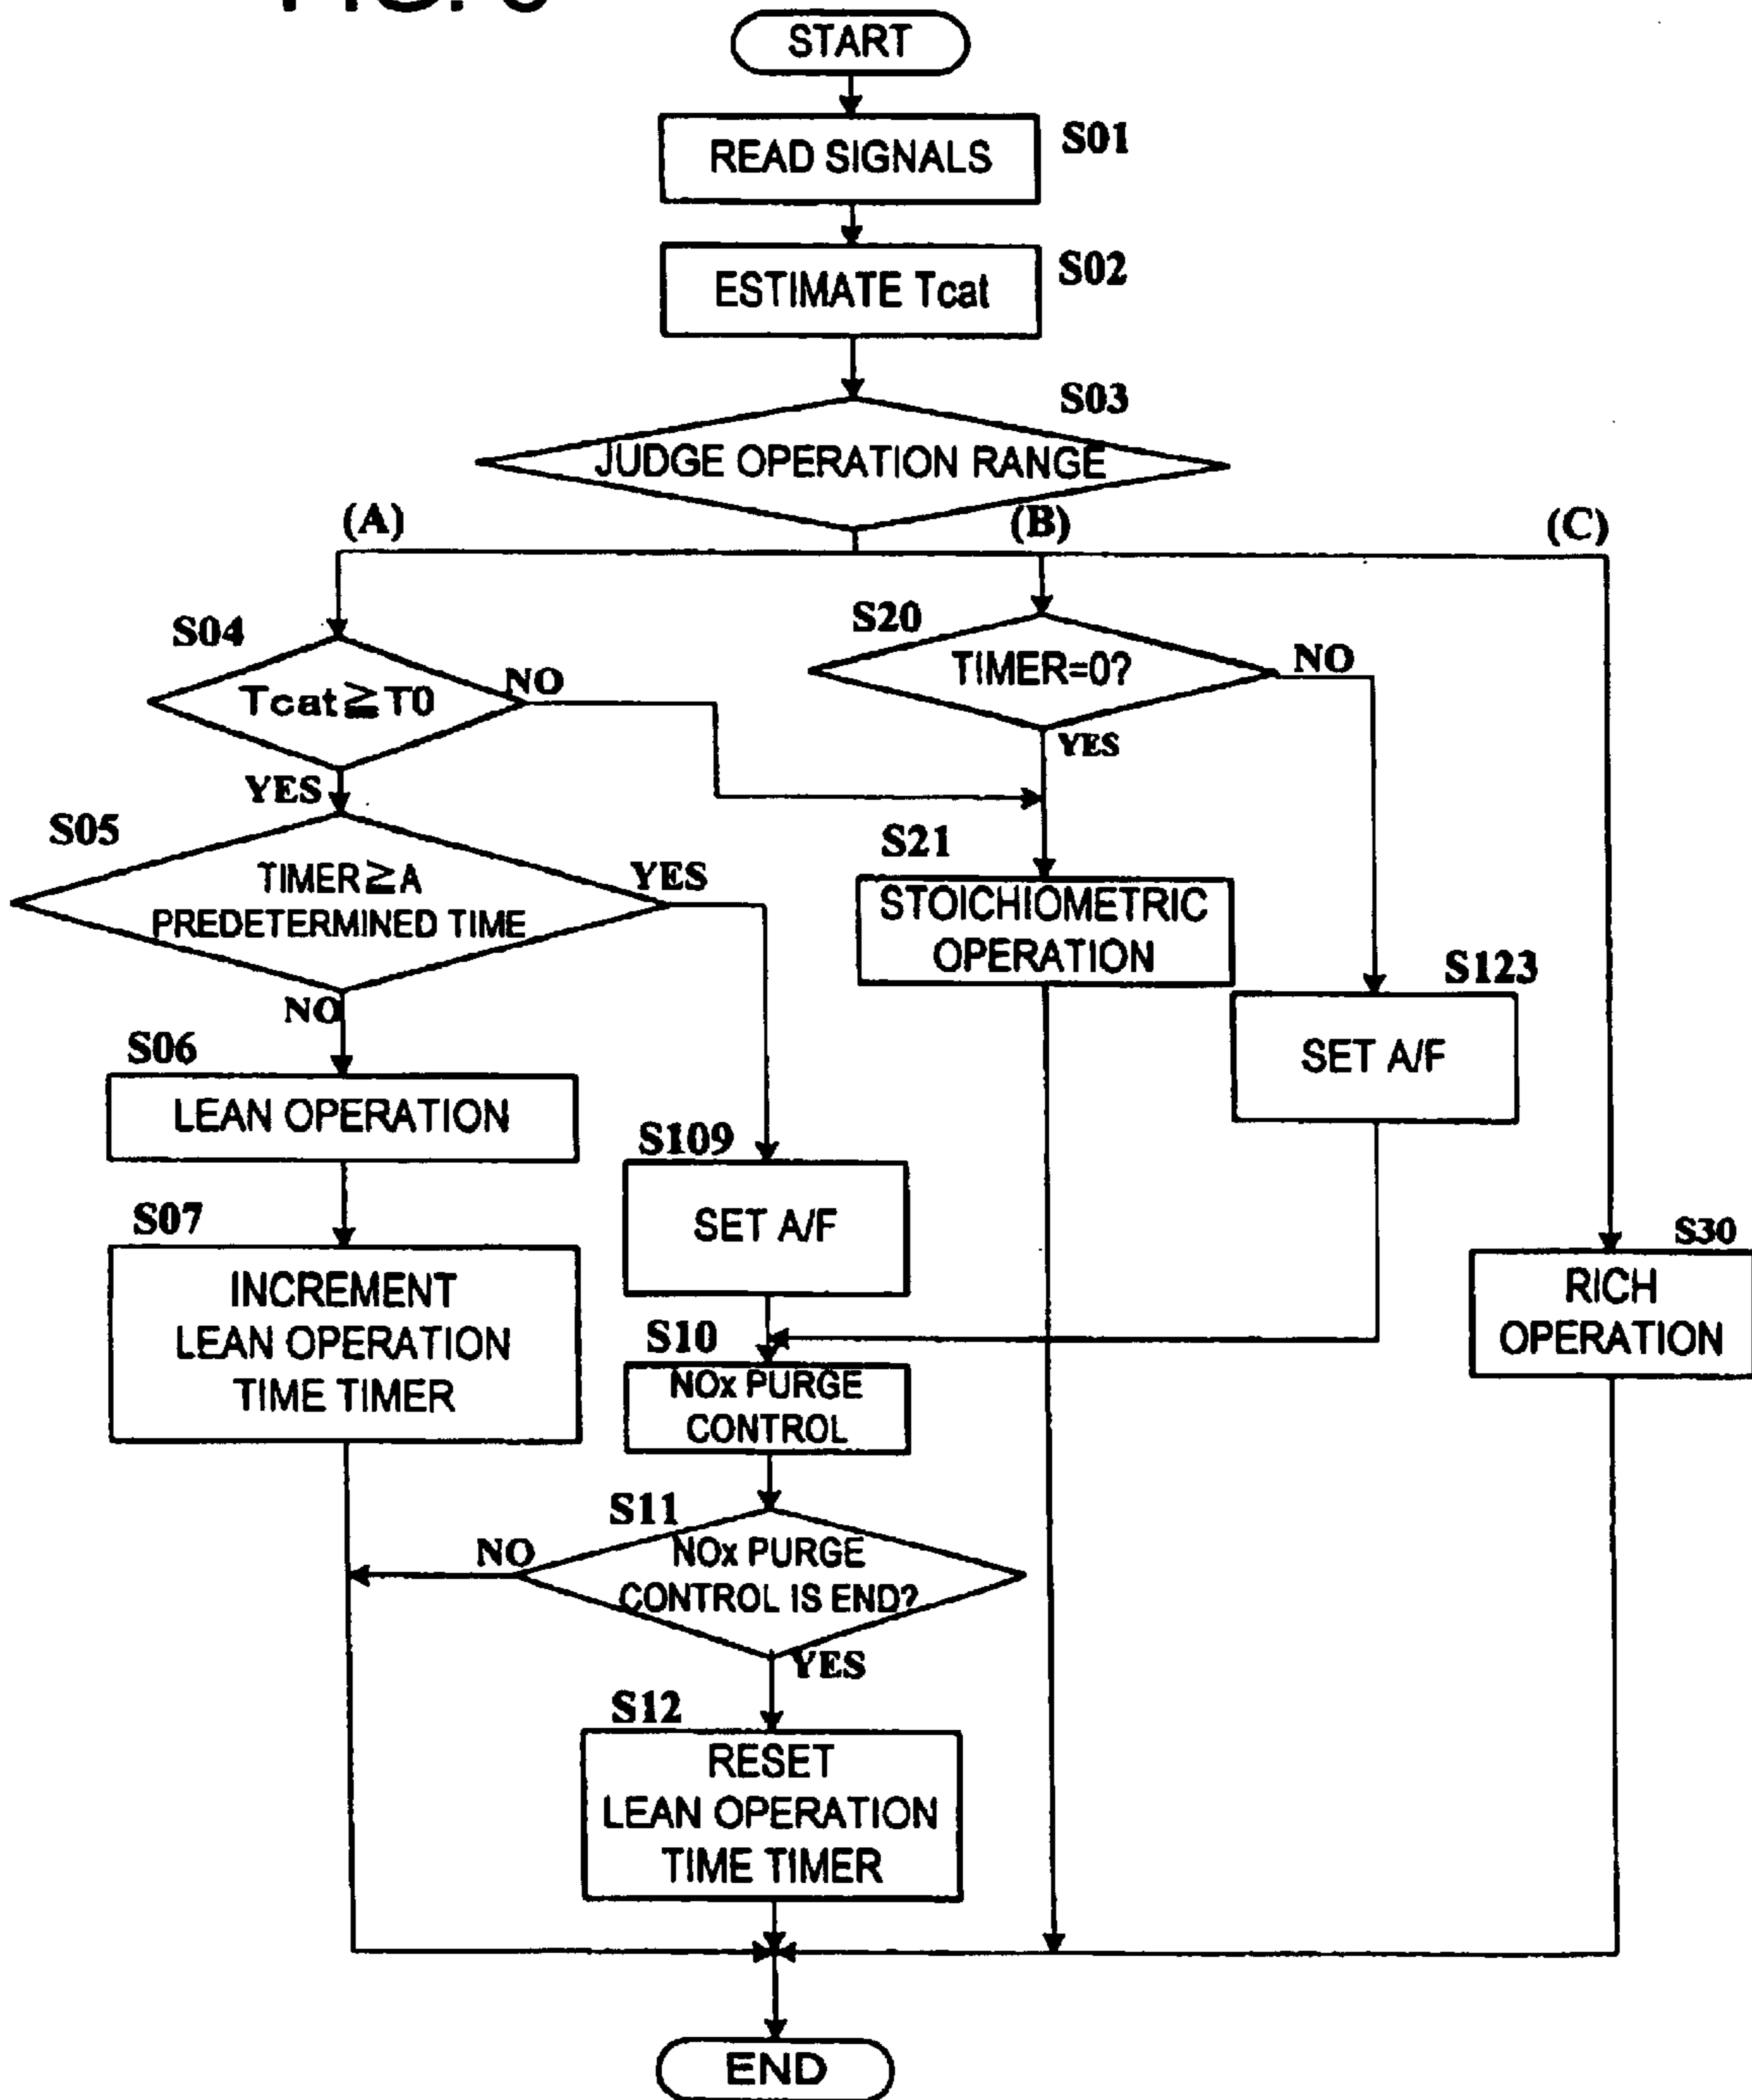 START
READ SIGNALS
S01
ESTIMATE Tcat
S02
S03
JUDGE OPERATION RANGE
(A)
(B)
(C)
S04
Tcat≧T0
NO
YES
S20
TIMER=0?
NO
YES
S05
TIMER≧A
PREDETERMINED TIME
YES
NO
S21
STOICHIOMETRIC
OPERATION
S123
SET A/F
S06
LEAN OPERATION
S109
SET A/F
S07
INCREMENT
LEAN OPERATION
TIME TIMER
S30
RICH
OPERATION
S10
NOx PURGE
CONTROL
S11
NOx PURGE
CONTROL IS END?
NO
YES
S12
RESET
LEAN OPERATION
TIME TIMER
END